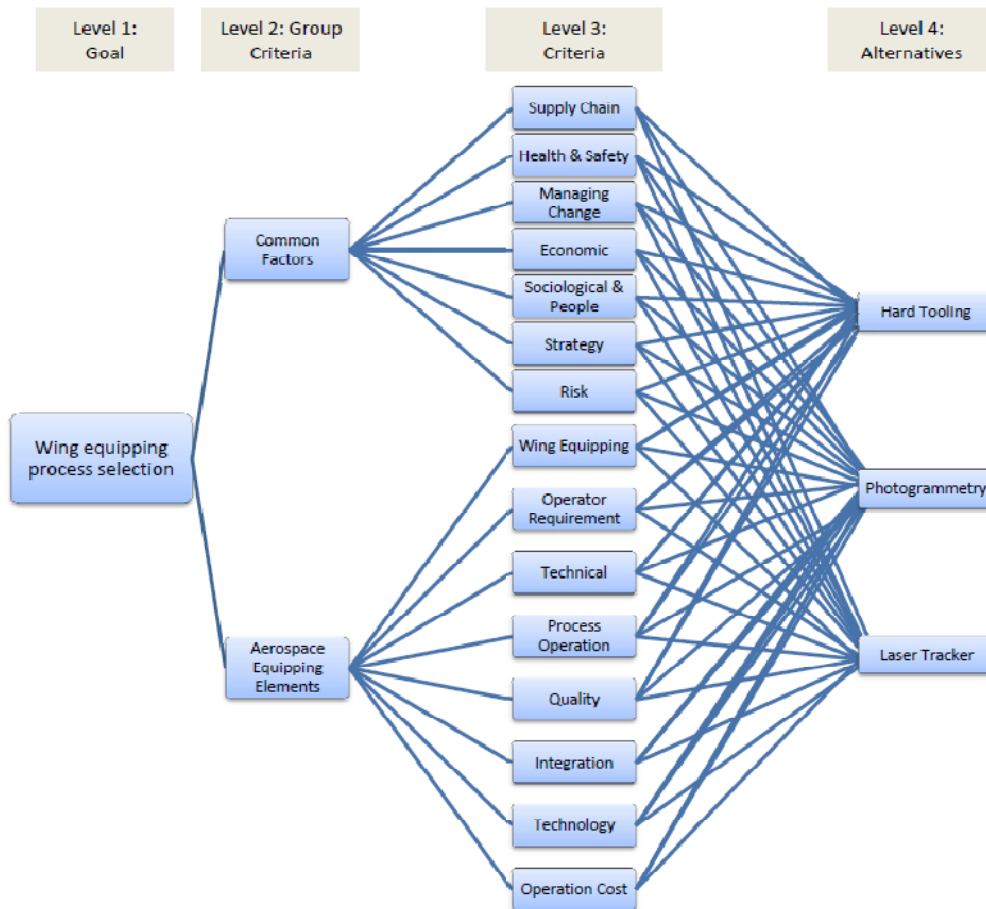 Level 1:
Goal
Level 2: Group
Criteria
Level 3:
Criteria
Level 4:
Alternatives
Supply Chain
Health & Safety
Managing
Change
Common
Factors
Economic
Sociological &
People
Hard Tooling
Strategy
Risk
Wing equipping
process selection
Wing Equipping
Photogrammetry
Operator
Requirement
Technical
Process
Operation
Aerospace
Equipping
Elements
Laser Tracker
Quality
Integration
Technology
Operation Cost